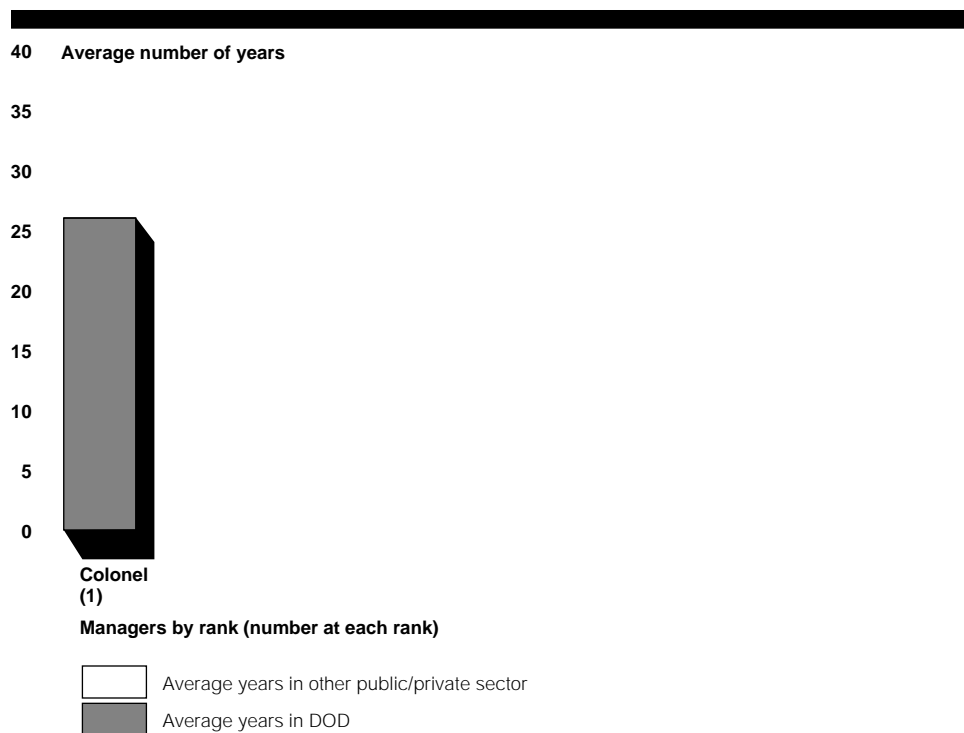 40 Average number of years
35
30
25
20
15
10
5
0
Colonel
(1)
Managers by rank (number at each rank)
Average years in other public/private sector
Average years in DOD